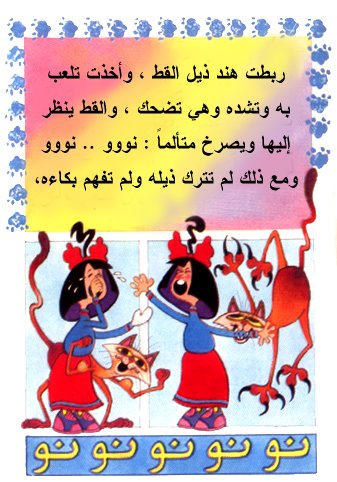 ربطت هند ذيل القط ، وأخذت تلعب
به وتشده وهي تضحك ، والقط ينظر
إليها ويصرخ متألماً : نووو .. نووو
ومع ذلك لم تترك ذيله ولم تفهم بكاءه،
نو نو نو نو نو